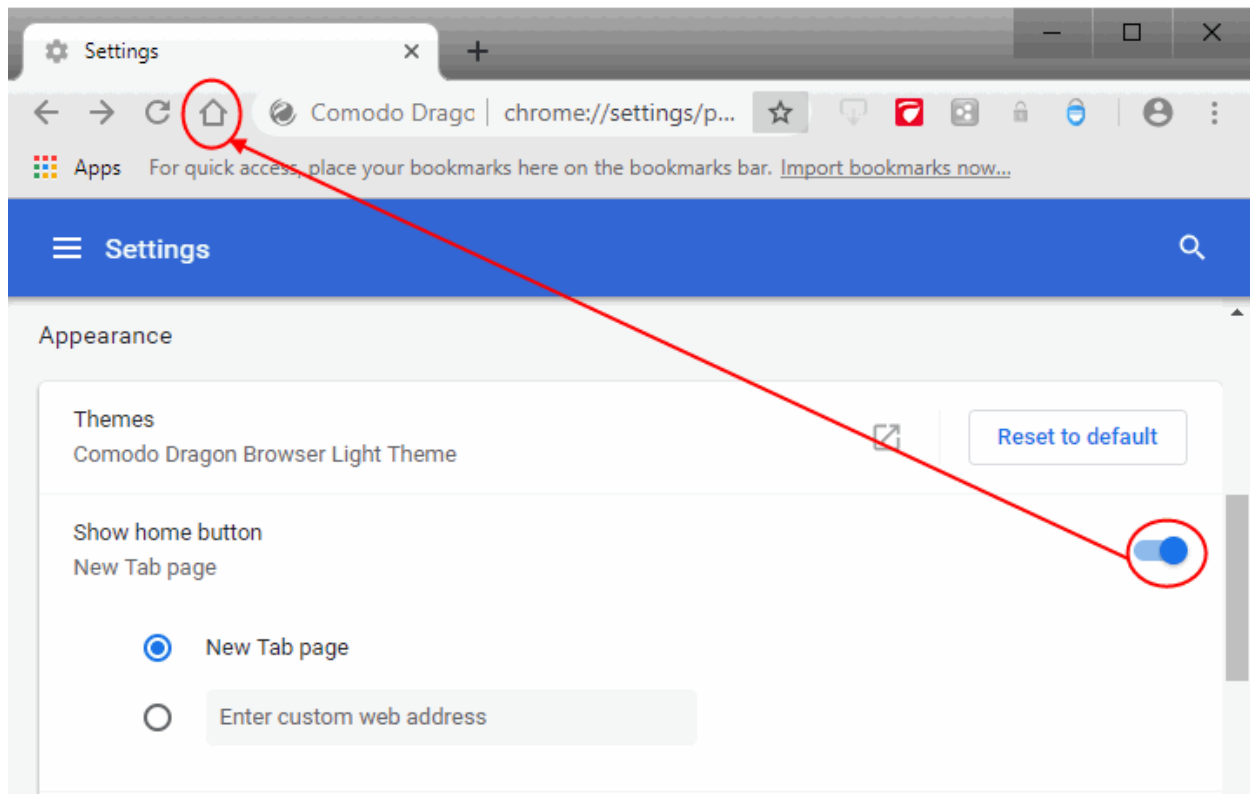 Settings
Comodo Drago | chrome://settings/p...
Apps For quick access, place your bookmarks here on the bookmarks bar. Import bookmarks now...
Settings
Appearance
Themes
Comodo Dragon Browser Light Theme
Reset to default
Show home button
New Tab page
New Tab page
Enter custom web address